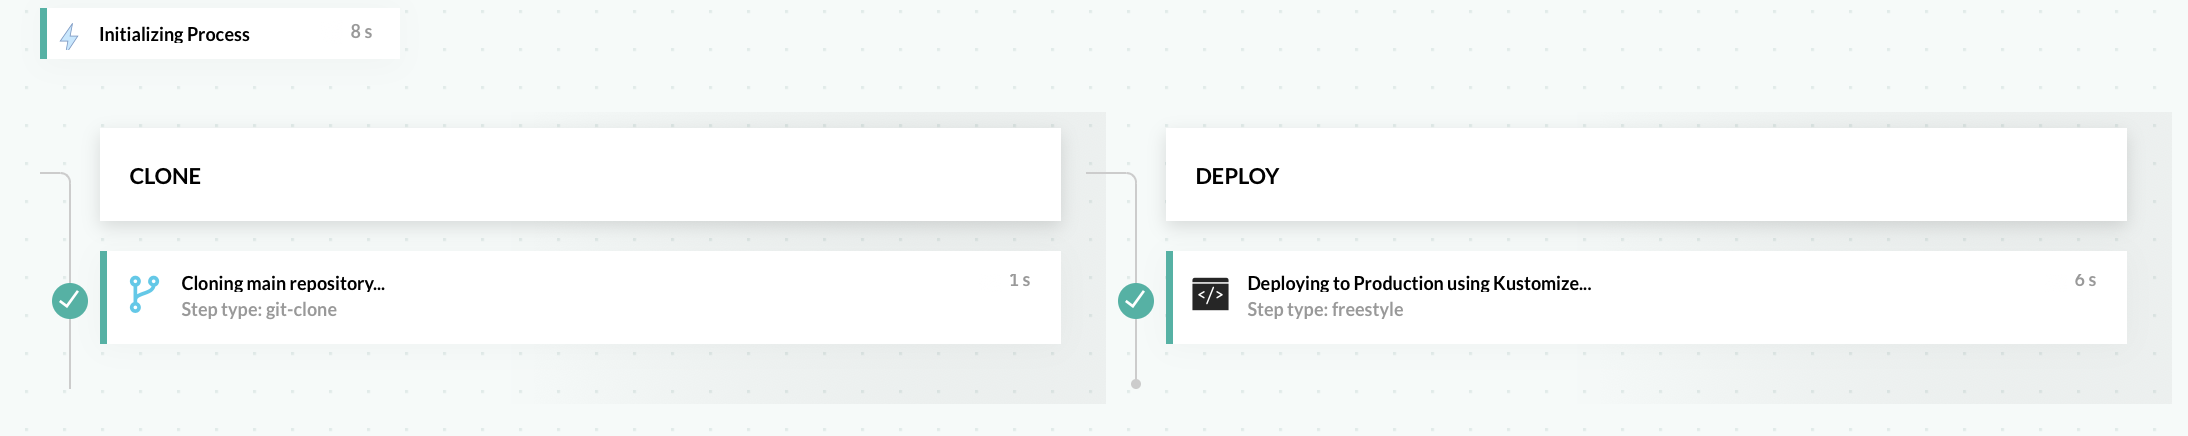 Initializing Process
8 s
CLONE
Cloning main repository...
1 s
Step type: git-clone
DEPLOY
Deploying to Production using Kustomize...
6 s
Step type: freestyle